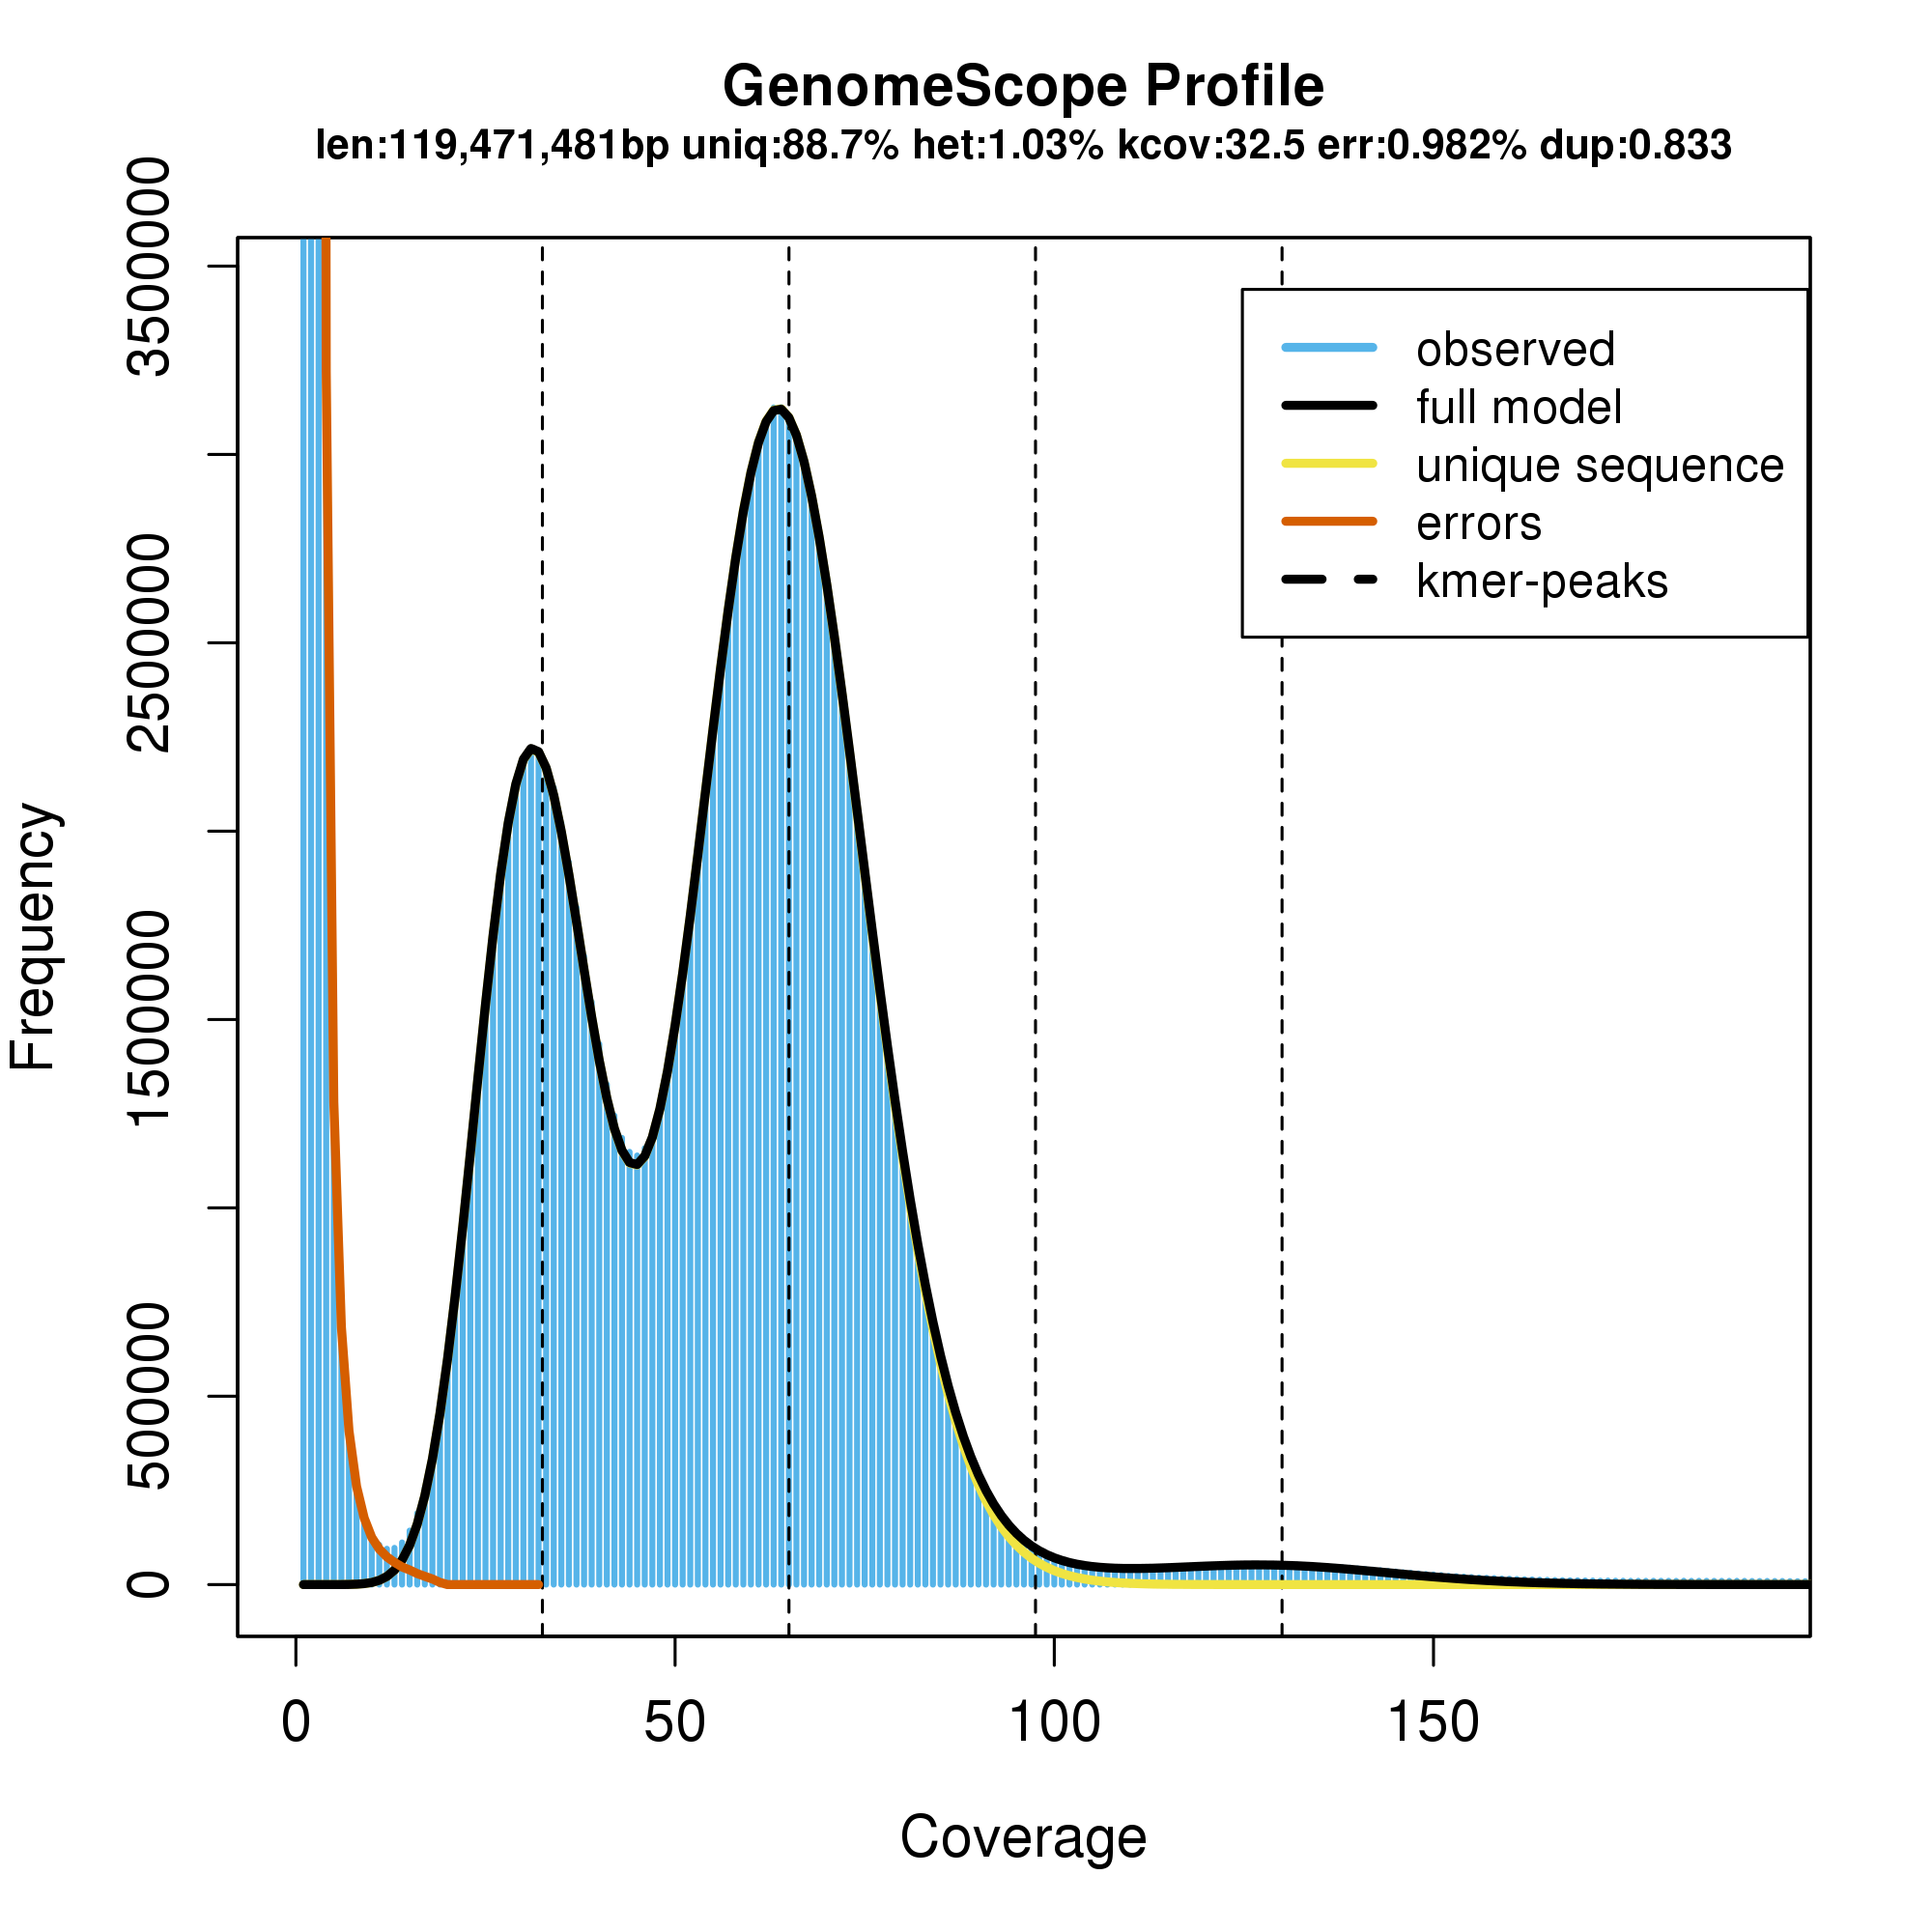 GenomeScope Profile
len:119,471,481bp uniq:88.7% het:1.03% kcov:32.5 err:0.982% dup:0.833
observed
full model
unique sequence
errors
kmer-peaks
Frequency
3500000
2500000
1500000
500000
0
0 50 100 150
Coverage